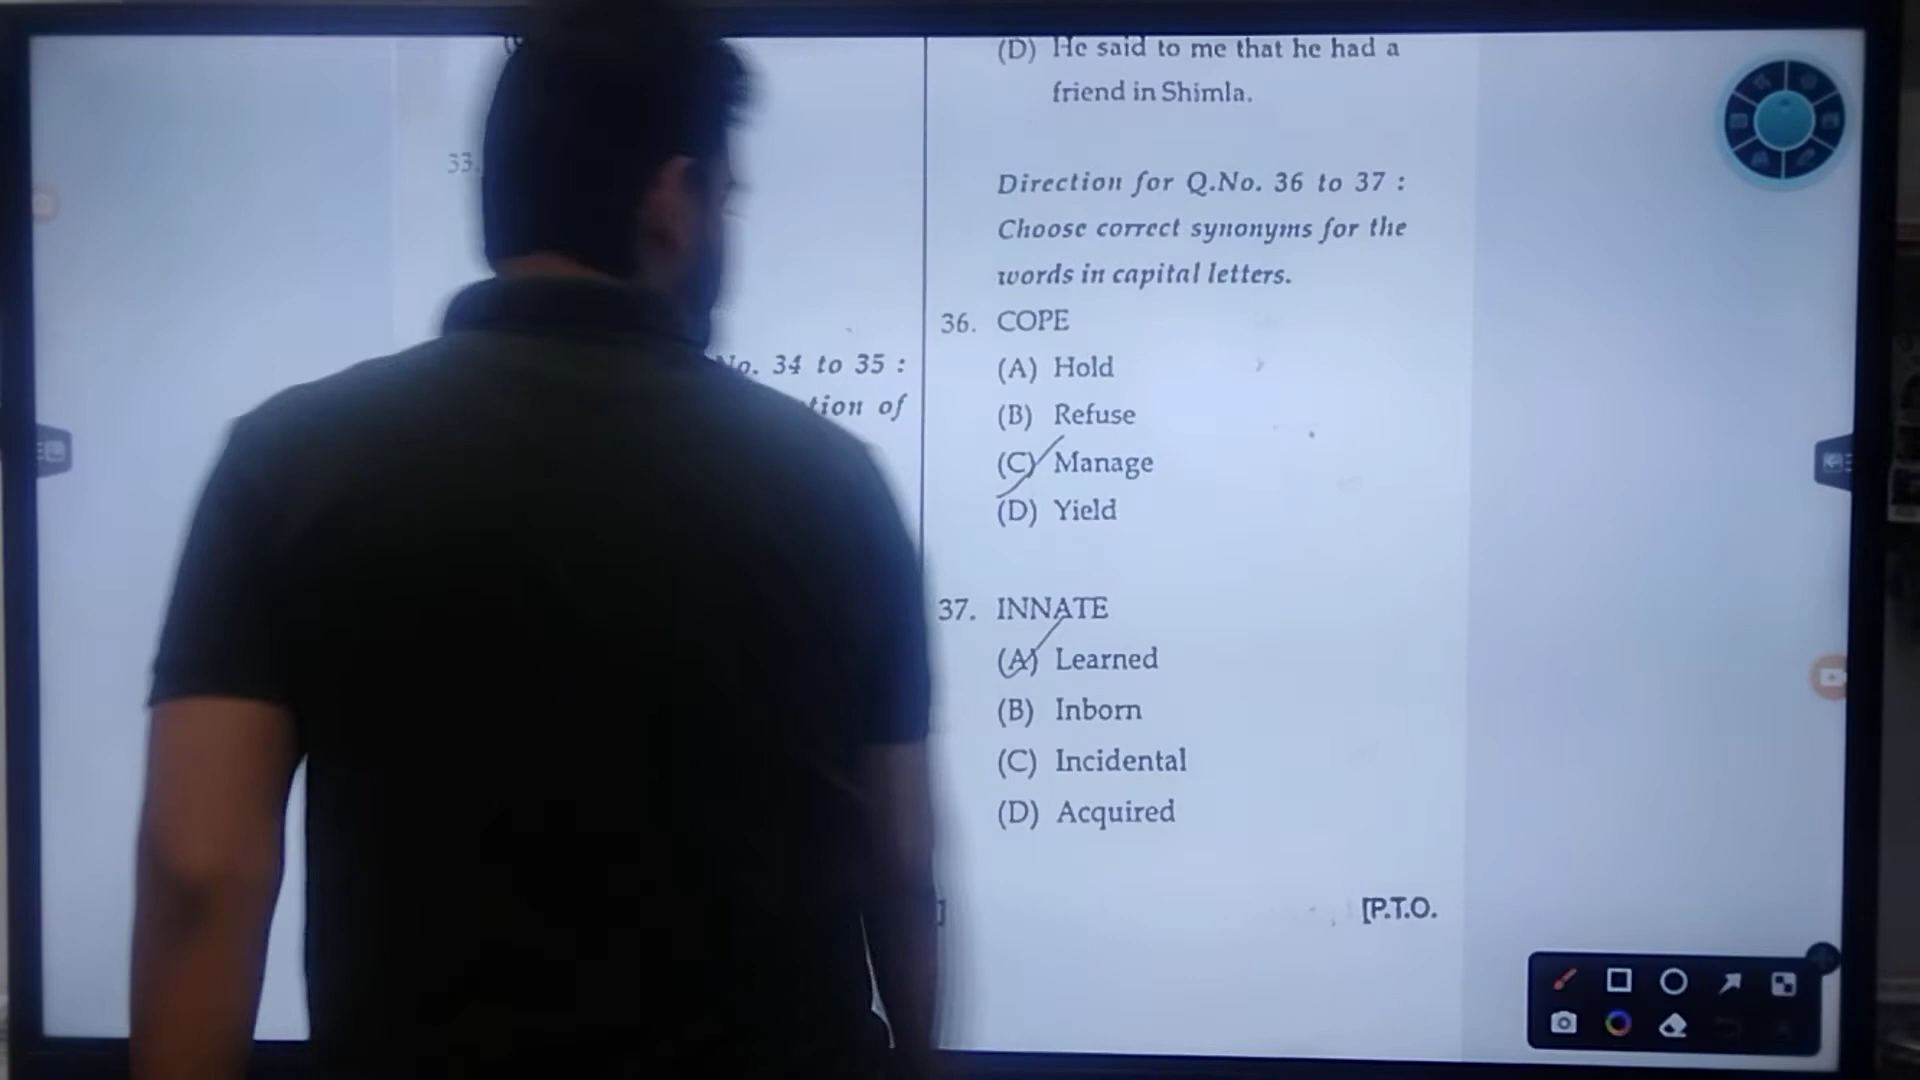 33.
No. 34 to 35 :
tion of
(D) He said to me that he had a
friend in Shimla.
Direction for Q.No. 36 to 37 :
Choose correct synonyms for the
words in capital letters.
36. COPE
(A) Hold
(B) Refuse
(C) Manage
(D) Yield
37. INNATE
(A) Learned
(B) Inborn
(C) Incidental
(D) Acquired
]
[P.T.O.